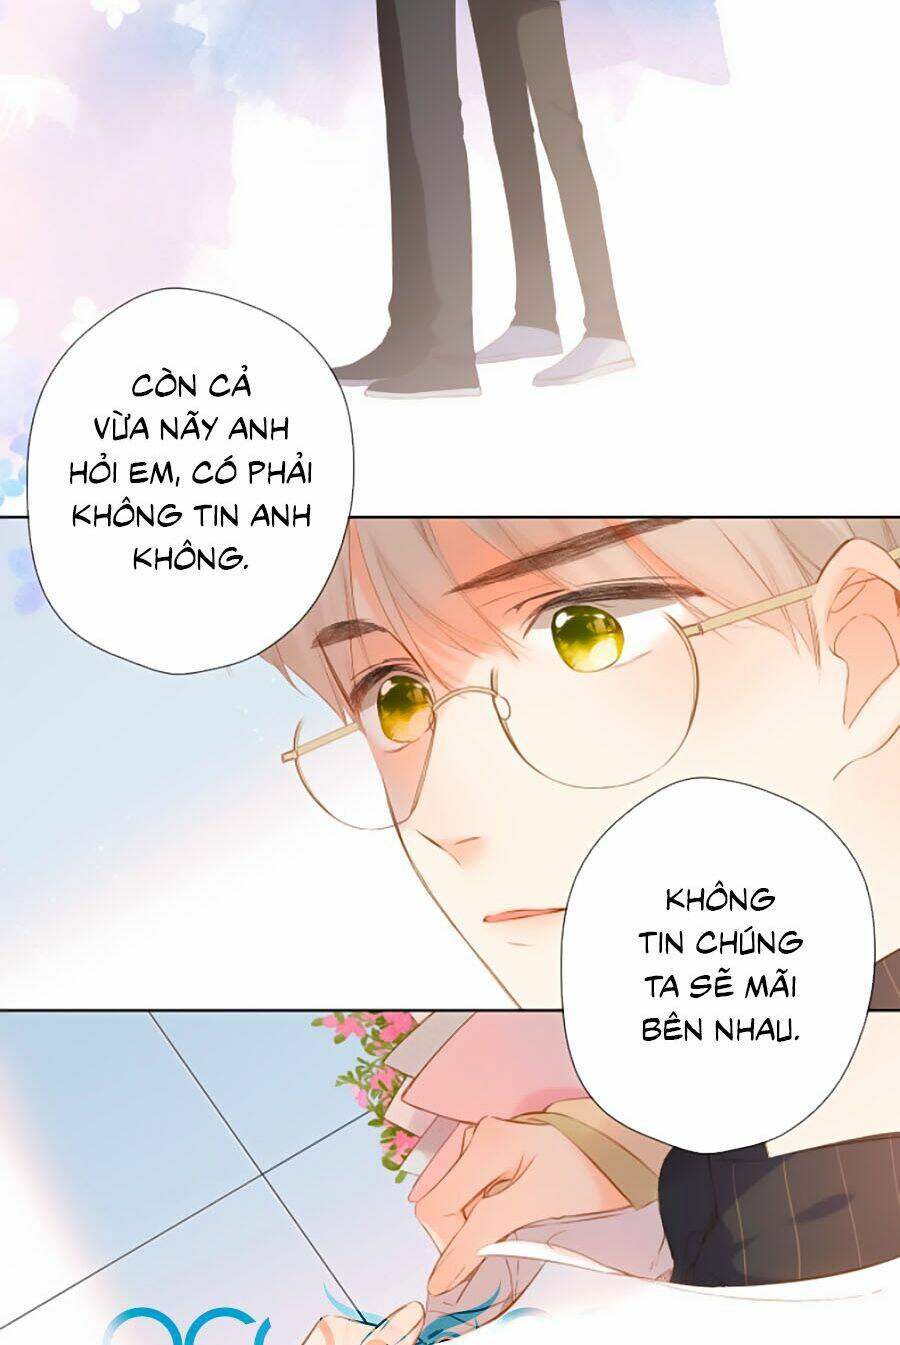 CÒN CẢ
VỪA NÃY ANH
HỎI EM, CÓ PHẢI
KHÔNG TIN ANH
KHÔNG.
KHÔNG
TIN CHÚNG
TA SẼ MÃI
BÊN NHAU.